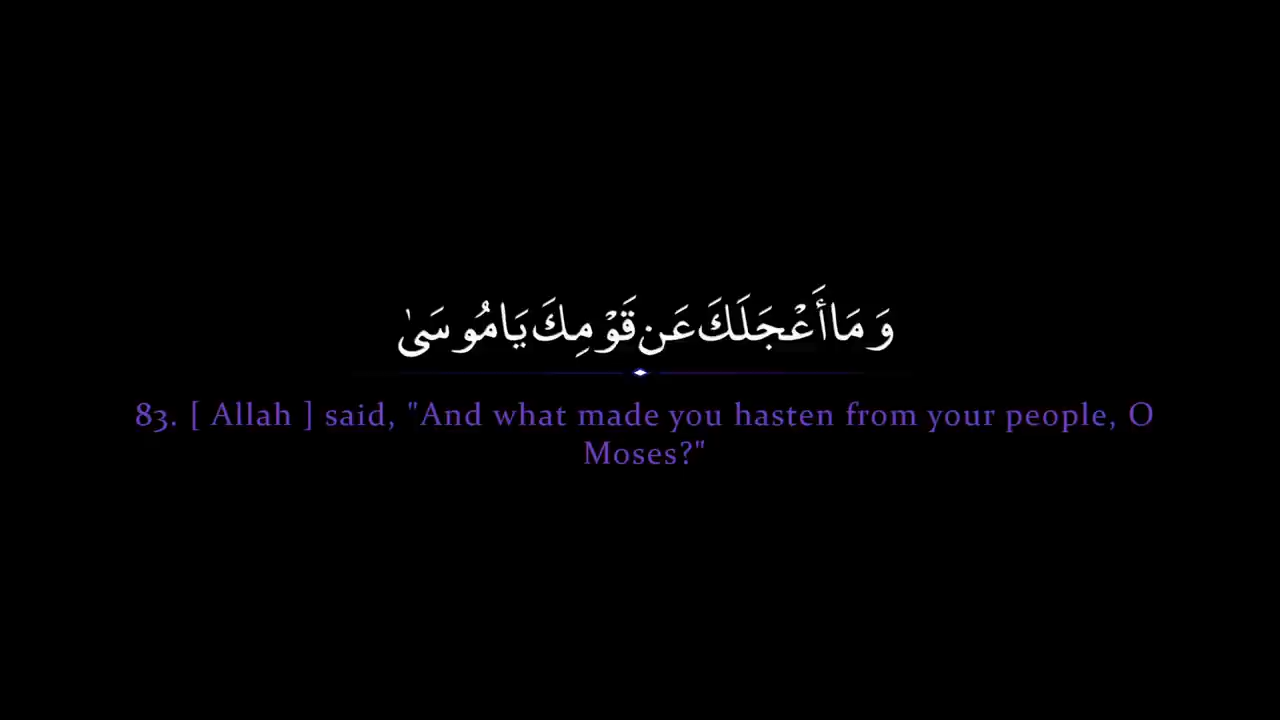 وَمَا أَعْجَلَكَ عَن قَوْمِكَ يَا مُوسَىٰ
83. [ Allah ] said, "And what made you hasten from your people, O
Moses?"